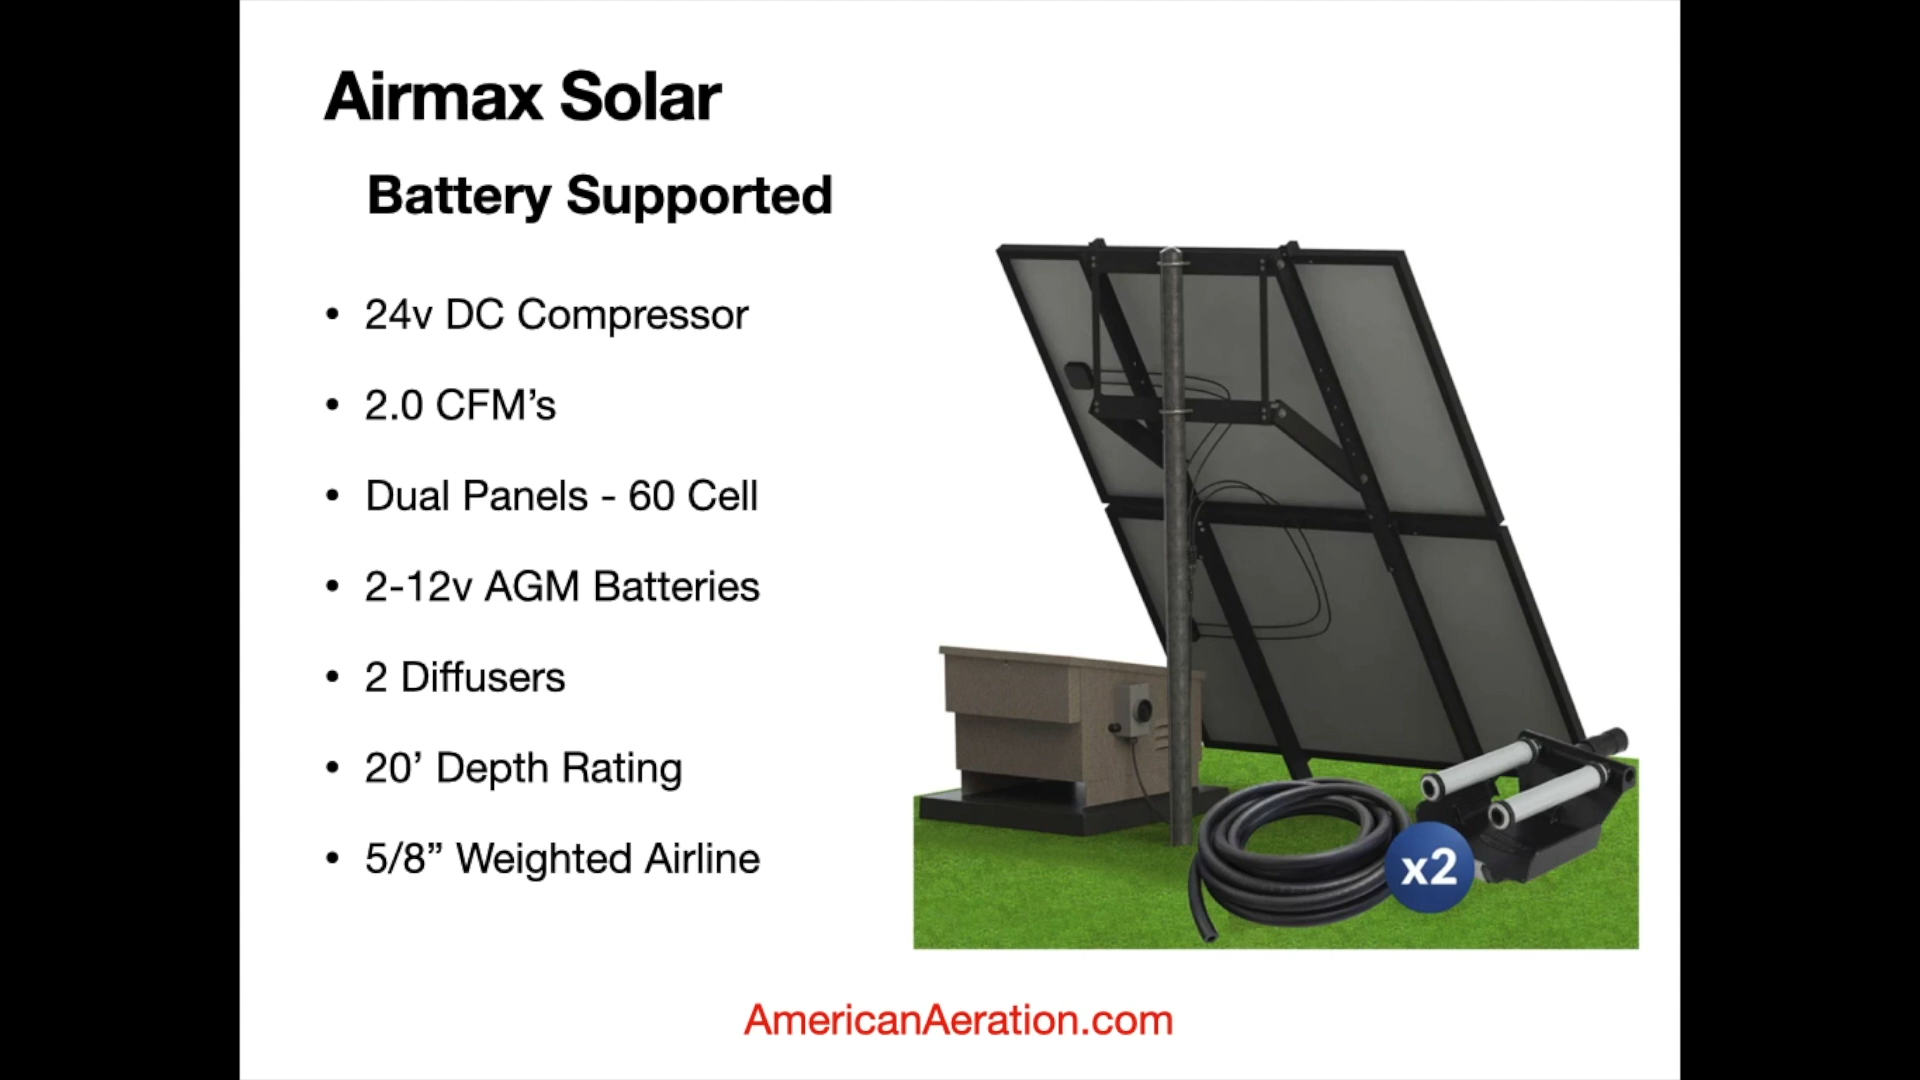 Airmax Solar
Battery Supported
• 24v DC Compressor
• 2.0 CFM’s
• Dual Panels - 60 Cell
• 2-12v AGM Batteries
• 2 Diffusers
• 20’ Depth Rating
• 5/8” Weighted Airline
x2
AmericanAeration.com